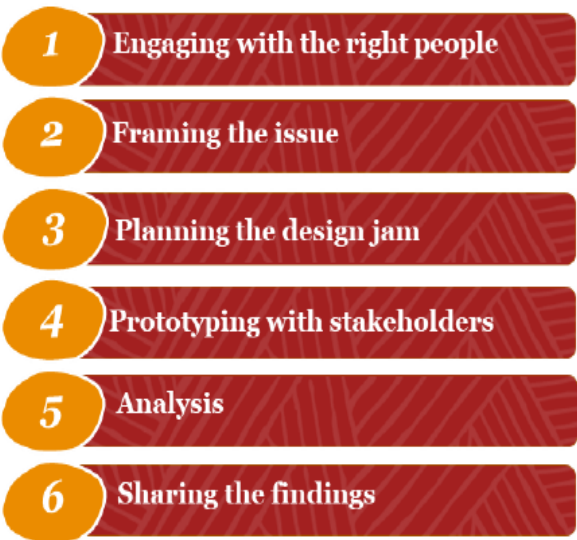 1 Engaging with the right people
2 Framing the issue
3 Planning the design jam
4 Prototyping with stakeholders
5 Analysis
6 Sharing the findings